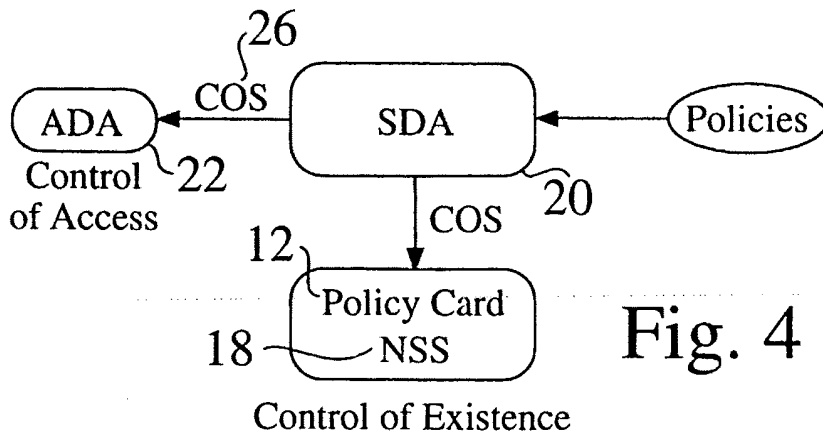 26
COS
ADA
SDA
Policies
22
20
Control
of Access
COS
12
Policy Card
18
NSS
Fig. 4
Control of Existence